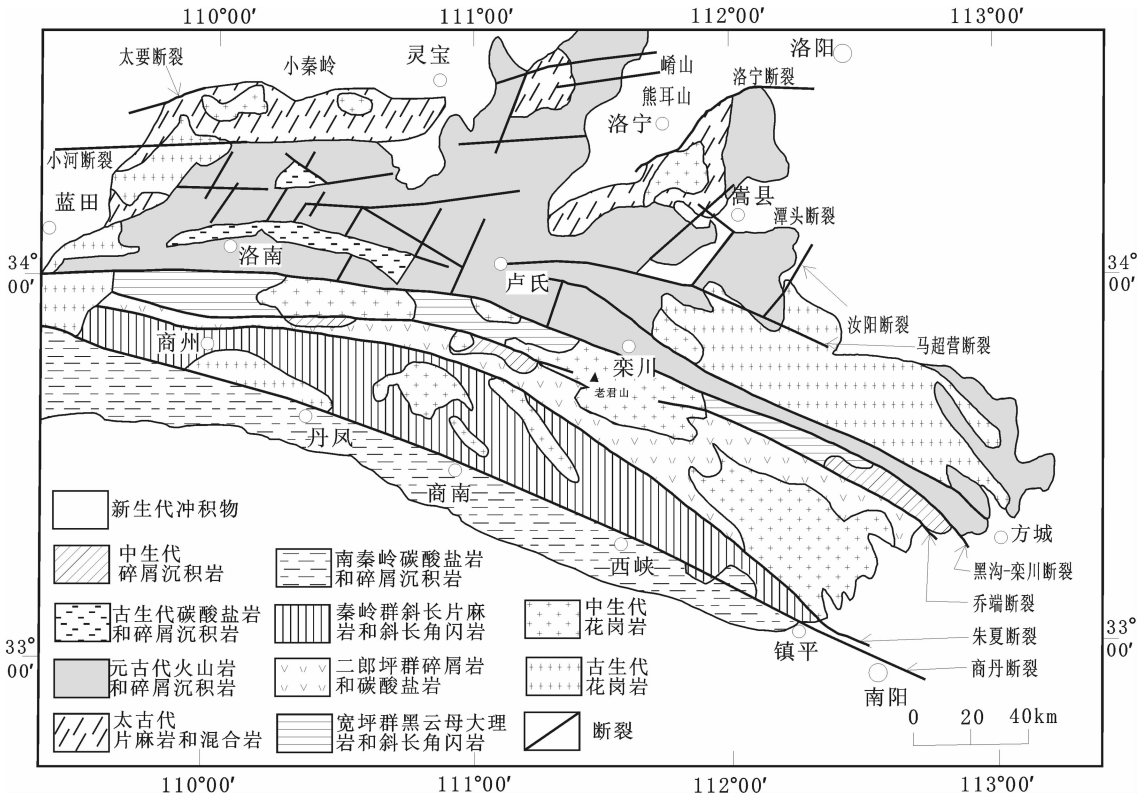 110°00′
111°00′
112°00′
113°00′
太要断裂
小秦岭
灵宝
崤山
洛阳
洛宁断裂
熊耳山
洛宁
小河断裂
蓝田
嵩县
潭头断裂
洛南
34°
00′
34°
00′
卢氏
汝阳断裂
马超营断裂
商州
栾川
老君山
丹凤
商南
新生代冲积物
中生代
碎屑沉积岩
古生代碳酸盐岩
和碎屑沉积岩
元古代火山岩
和碎屑沉积岩
太古代
片麻岩和混合岩
南秦岭碳酸盐岩
和碎屑沉积岩
秦岭群斜长片麻
岩和斜长角闪岩
二郎坪群碎屑岩
和碳酸盐岩
宽坪群黑云母大理
岩和斜长角闪岩
中生代
花岗岩
古生代
花岗岩
断裂
西峡
方城
黑沟-栾川断裂
乔端断裂
朱夏断裂
商丹断裂
镇平
南阳
33°
00′
33°
00′
0 20 40km
110°00′
111°00′
112°00′
113°00′